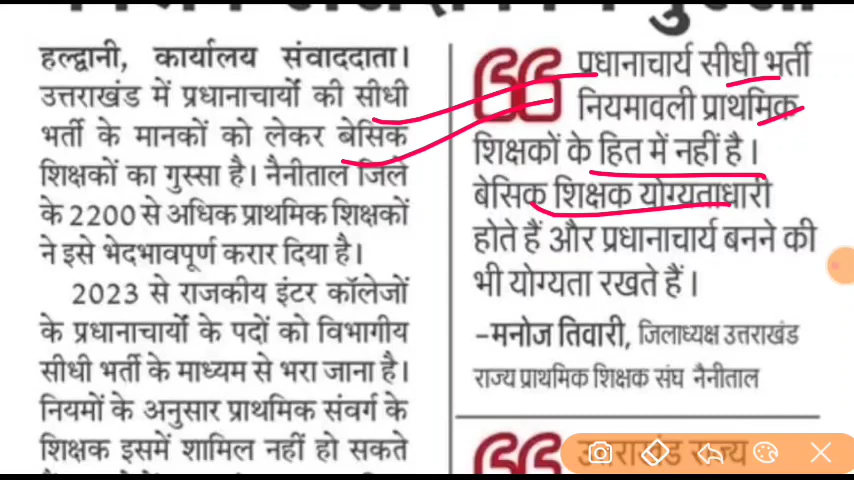 हल्द्वानी, कार्यालय संवाददाता।
उत्तराखंड में प्रधानाचार्यों की सीधी
भर्ती के मानकों को लेकर बेसिक
शिक्षकों का गुस्सा है। नैनीताल जिले
के 2200 से अधिक प्राथमिक शिक्षकों
ने इसे भेदभावपूर्ण करार दिया है।
2023 से राजकीय इंटर कॉलेजों
के प्रधानाचार्यों के पदों को विभागीय
सीधी भर्ती के माध्यम से भरा जाना है।
नियमों के अनुसार प्राथमिक संवर्ग के
शिक्षक इसमें शामिल नहीं हो सकते
प्रधानाचार्य सीधी भर्ती
नियमावली प्राथमिक
शिक्षकों के हित में नहीं है।
बेसिक शिक्षक योग्यताधारी
होते हैं और प्रधानाचार्य बनने की
भी योग्यता रखते हैं।
-मनोज तिवारी, जिलाध्यक्ष उत्तराखंड
राज्य प्राथमिक शिक्षक संघ नैनीताल
उत्तराखंड राज्य